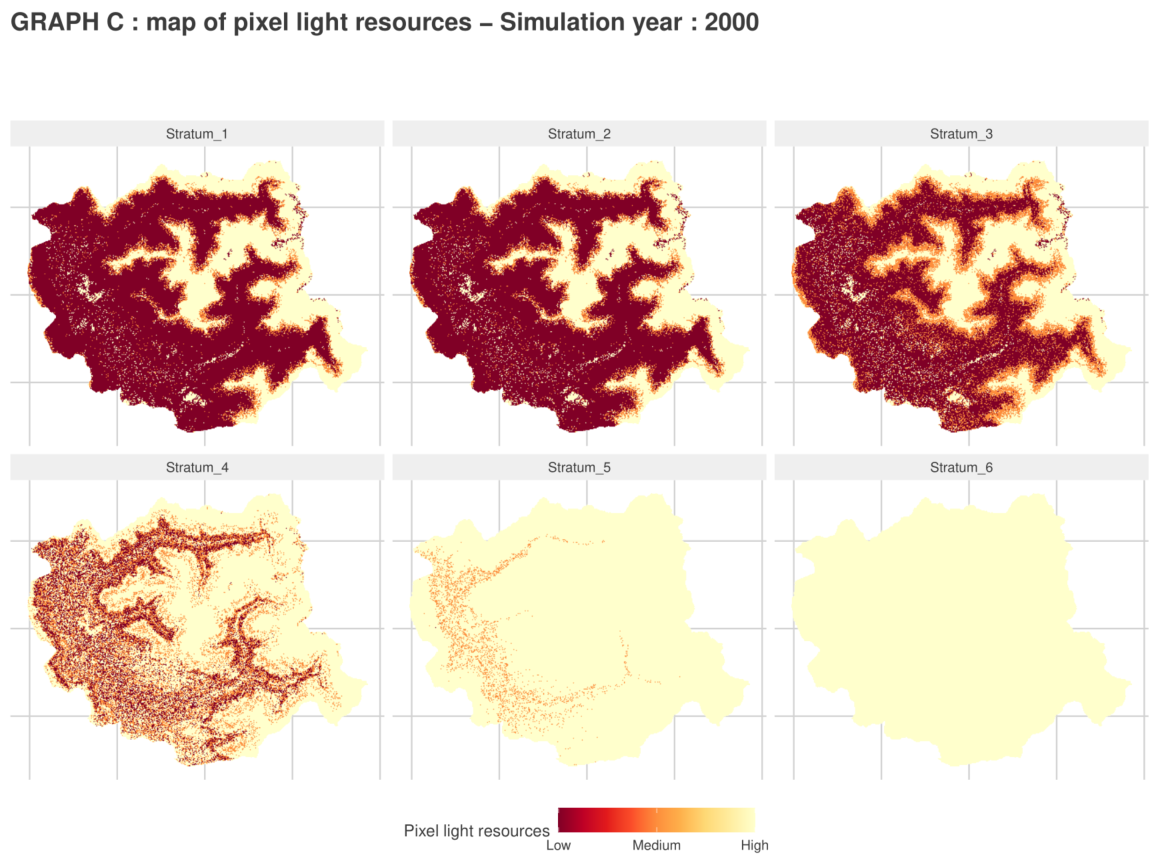 GRAPH C : map of pixel light resources – Simulation year : 2000
Stratum_1
Stratum_2
Stratum_3
Stratum_4
Stratum_5
Stratum_6
Pixel light resources
Low
Medium
High